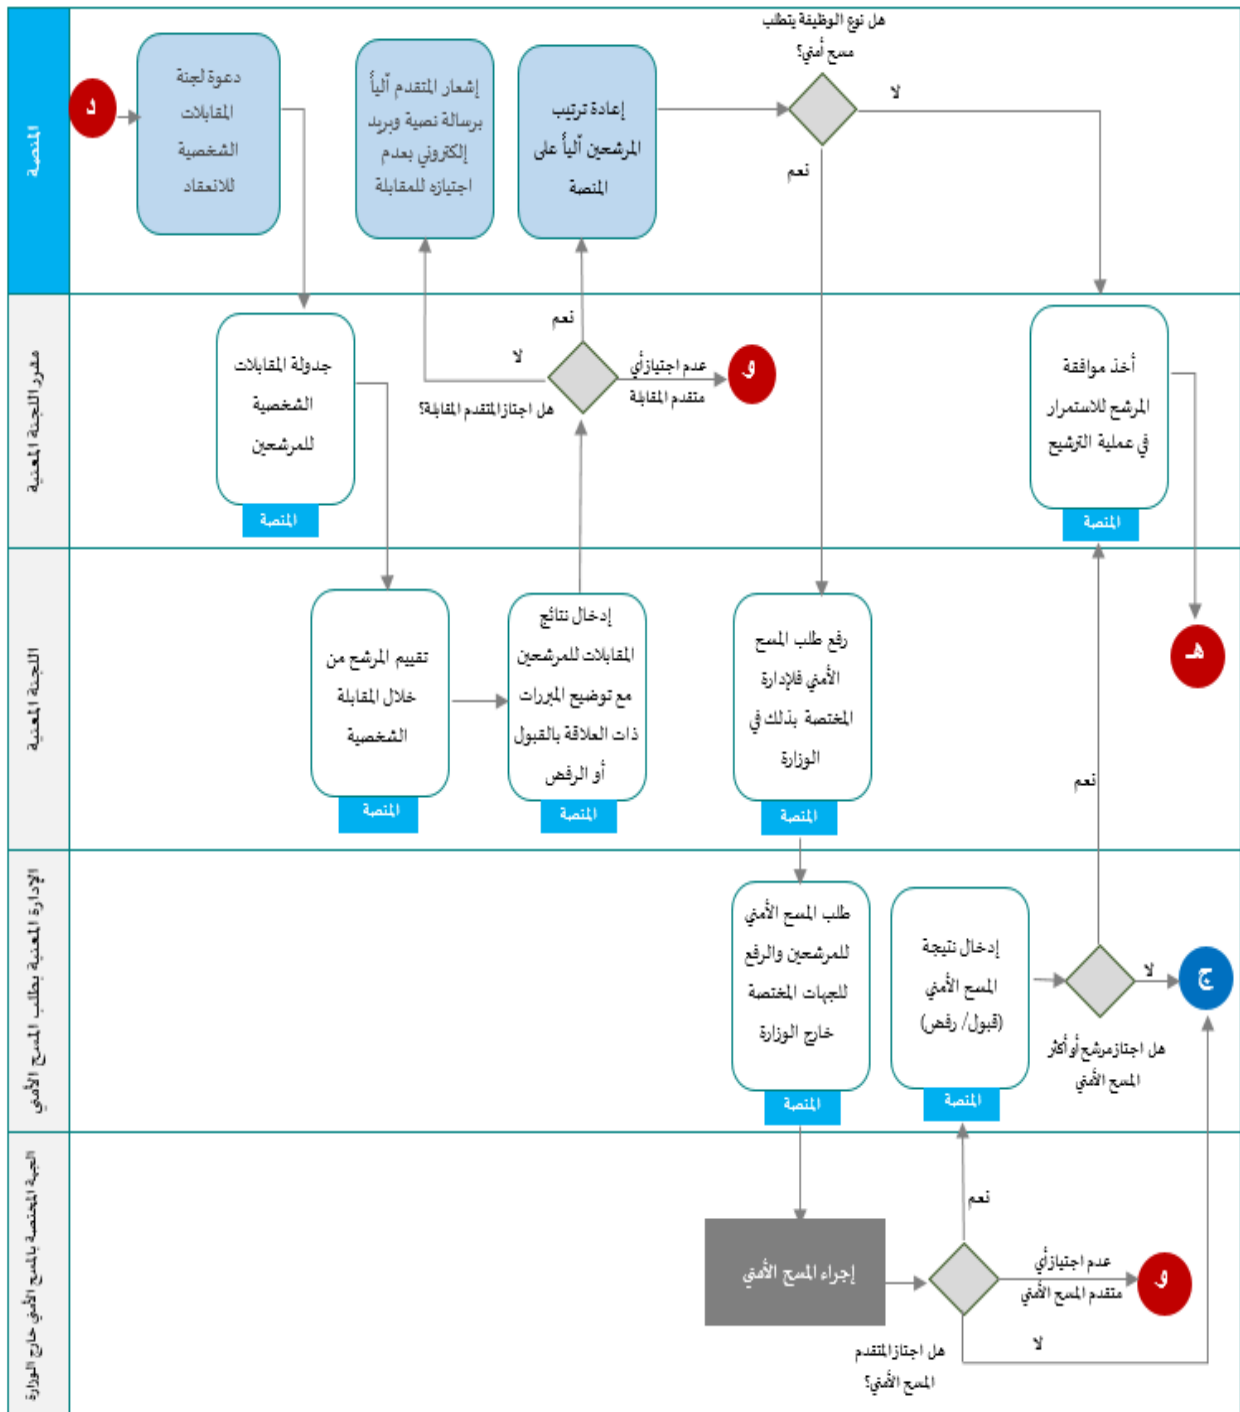 المنصة
د
دعوة لجنة
المقابلات
الشخصية
للانعقاد
إشعار المتقدم آلياً
برسالة نصية وبريد
إلكتروني بعدم
اجتيازه للمقابلة
إعادة ترتيب
المرشحين آلياً على
المنصة
هل نوع الوظيفة يتطلب
مسح أمني؟
لا
نعم
مقرر اللجنة المعنية
جدولة المقابلات
الشخصية
للمرشحين
المنصة
نعم
لا
هل اجتاز المتقدم المقابلة؟
عدم اجتياز أي
متقدم المقابلة
و
أخذ موافقة
المرشح للاستمرار
في عملية الترشيح
المنصة
اللجنة المعنية
تقييم المرشح من
خلال المقابلة
الشخصية
المنصة
إدخال نتائج
المقابلات للمرشحين
مع توضيح المبررات
ذات العلاقة بالقبول
أو الرفض
المنصة
رفع طلب المسح
الأمني فلإدارة
المختصة بذلك في
الوزارة
المنصة
هـ
نعم
الإدارة المعنية بطلب المسح الأمني
طلب المسح الأمني
للمرشحين والرفع
للجهات المختصة
خارج الوزارة
المنصة
إدخال نتيجة
المسح الأمني
(قبول/ رفض)
المنصة
لا
ج
هل اجتاز مرشح أو أكثر
المسح الأمني
الجهة المختصة بالمسح الأمني خارج الوزارة
إجراء المسح الأمني
نعم
عدم اجتياز أي
متقدم المسح الأمني
و
لا
هل اجتاز المتقدم
المسح الأمني؟